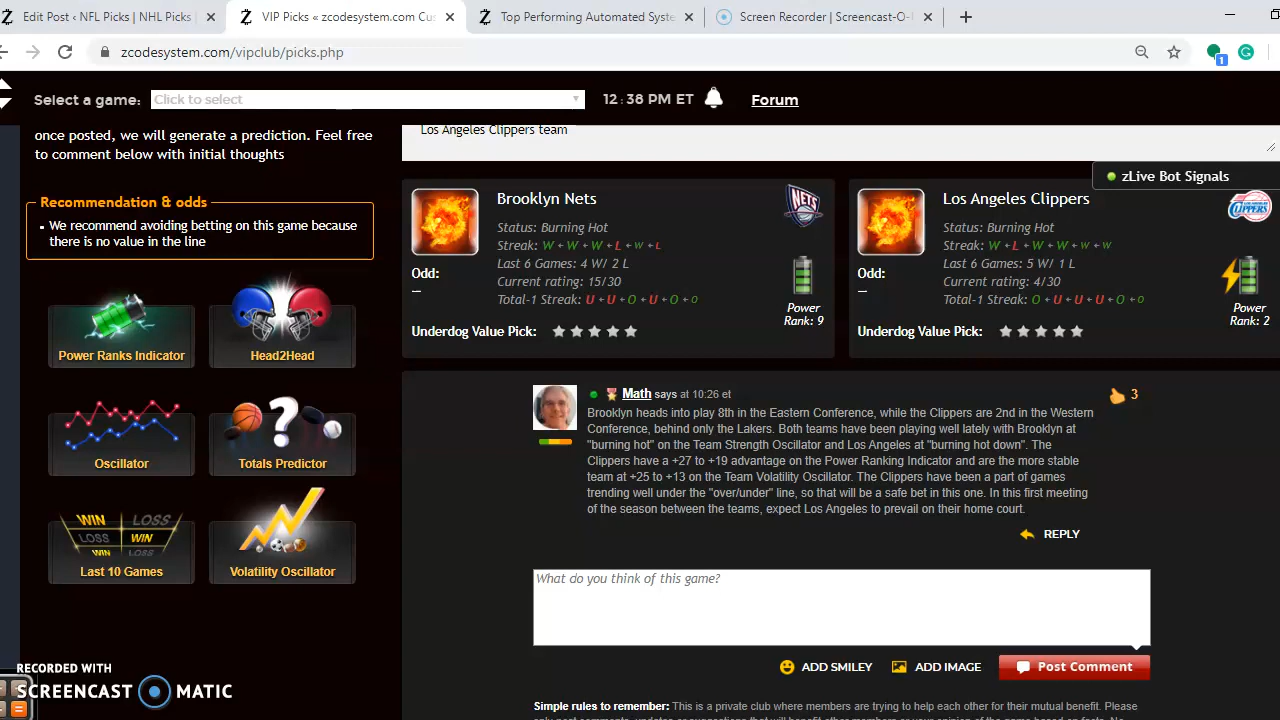 Edit Post ‹ NFL Picks | NHL Picks |
VIP Picks « zcodesystem.com Cus
Top Performing Automated Syste
Screen Recorder | Screencast-O-
zcodesystem.com/vipclub/picks.php
1
Select a game:
Click to select
12:38 PM ET
Forum
once posted, we will generate a prediction. Feel free
to comment below with initial thoughts
Los Angeles Clippers team
zLive Bot Signals
Recommendation & odds
We recommend avoiding betting on this game because
there is no value in the line
Power Ranks Indicator
Head2Head
Oscillator
Totals Predictor
WIN LOSS
LOSS WIN
WIN LOSS
Last 10 Games
Volatility Oscillator
Brooklyn Nets
NETS
Status: Burning Hot
Streak: W - W - W - L - W - L
Last 6 Games: 4 W/ 2 L
Odd:
Current rating: 15/30
—
Total-1 Streak: U - U - O - U - O - O
Power
Rank: 9
Underdog Value Pick:
Los Angeles Clippers
CLIPPERS
Status: Burning Hot
Streak: W - L - W - W - W - W
Last 6 Games: 5 W/ 1 L
Odd:
Current rating: 4/30
—
Total-1 Streak: O - U - U - U - O - O
Power
Rank: 2
Underdog Value Pick:
Math says at 10:26 et
3
Brooklyn heads into play 8th in the Eastern Conference, while the Clippers are 2nd in the Western
Conference, behind only the Lakers. Both teams have been playing well lately with Brooklyn at
"burning hot" on the Team Strength Oscillator and Los Angeles at "burning hot down". The
Clippers have a +27 to +19 advantage on the Power Ranking Indicator and are the more stable
team at +25 to +13 on the Team Volatility Oscillator. The Clippers have been a part of games
trending well under the "over/under" line, so that will be a safe bet in this one. In this first meeting
of the season between the teams, expect Los Angeles to prevail on their home court.
REPLY
What do you think of this game?
ADD SMILEY
ADD IMAGE
Post Comment
Simple rules to remember: This is a private club where members are trying to help each other for their mutual benefit. Please
RECORDED WITH
SCREENCAST MATIC